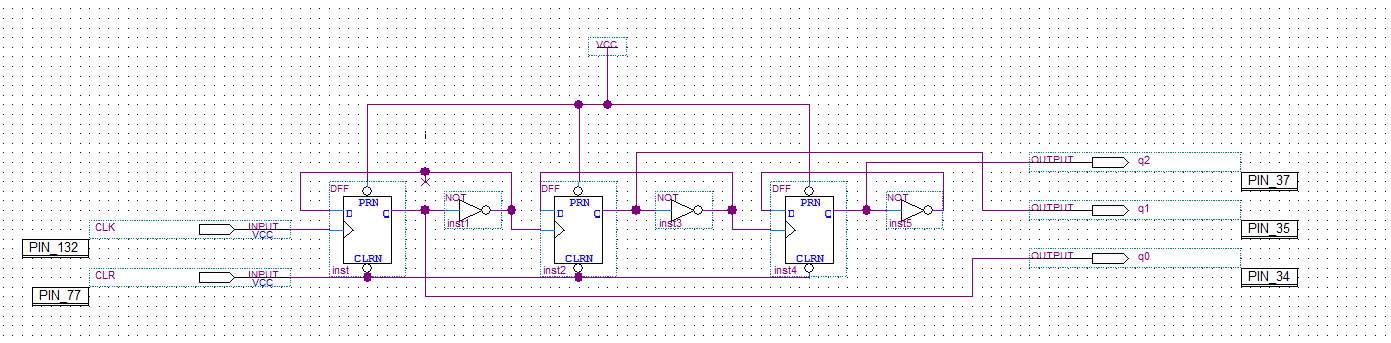 VCC
DFF
PRN
D
Q
CLRN
inst
NOT
inst1
DFF
PRN
D
Q
CLRN
inst2
NOT
inst3
DFF
PRN
D
Q
CLRN
inst4
NOT
inst5
CLK
INPUT
VCC
PIN_132
CLR
INPUT
VCC
PIN_77
OUTPUT
q2
PIN_37
OUTPUT
q1
PIN_35
OUTPUT
q0
PIN_34